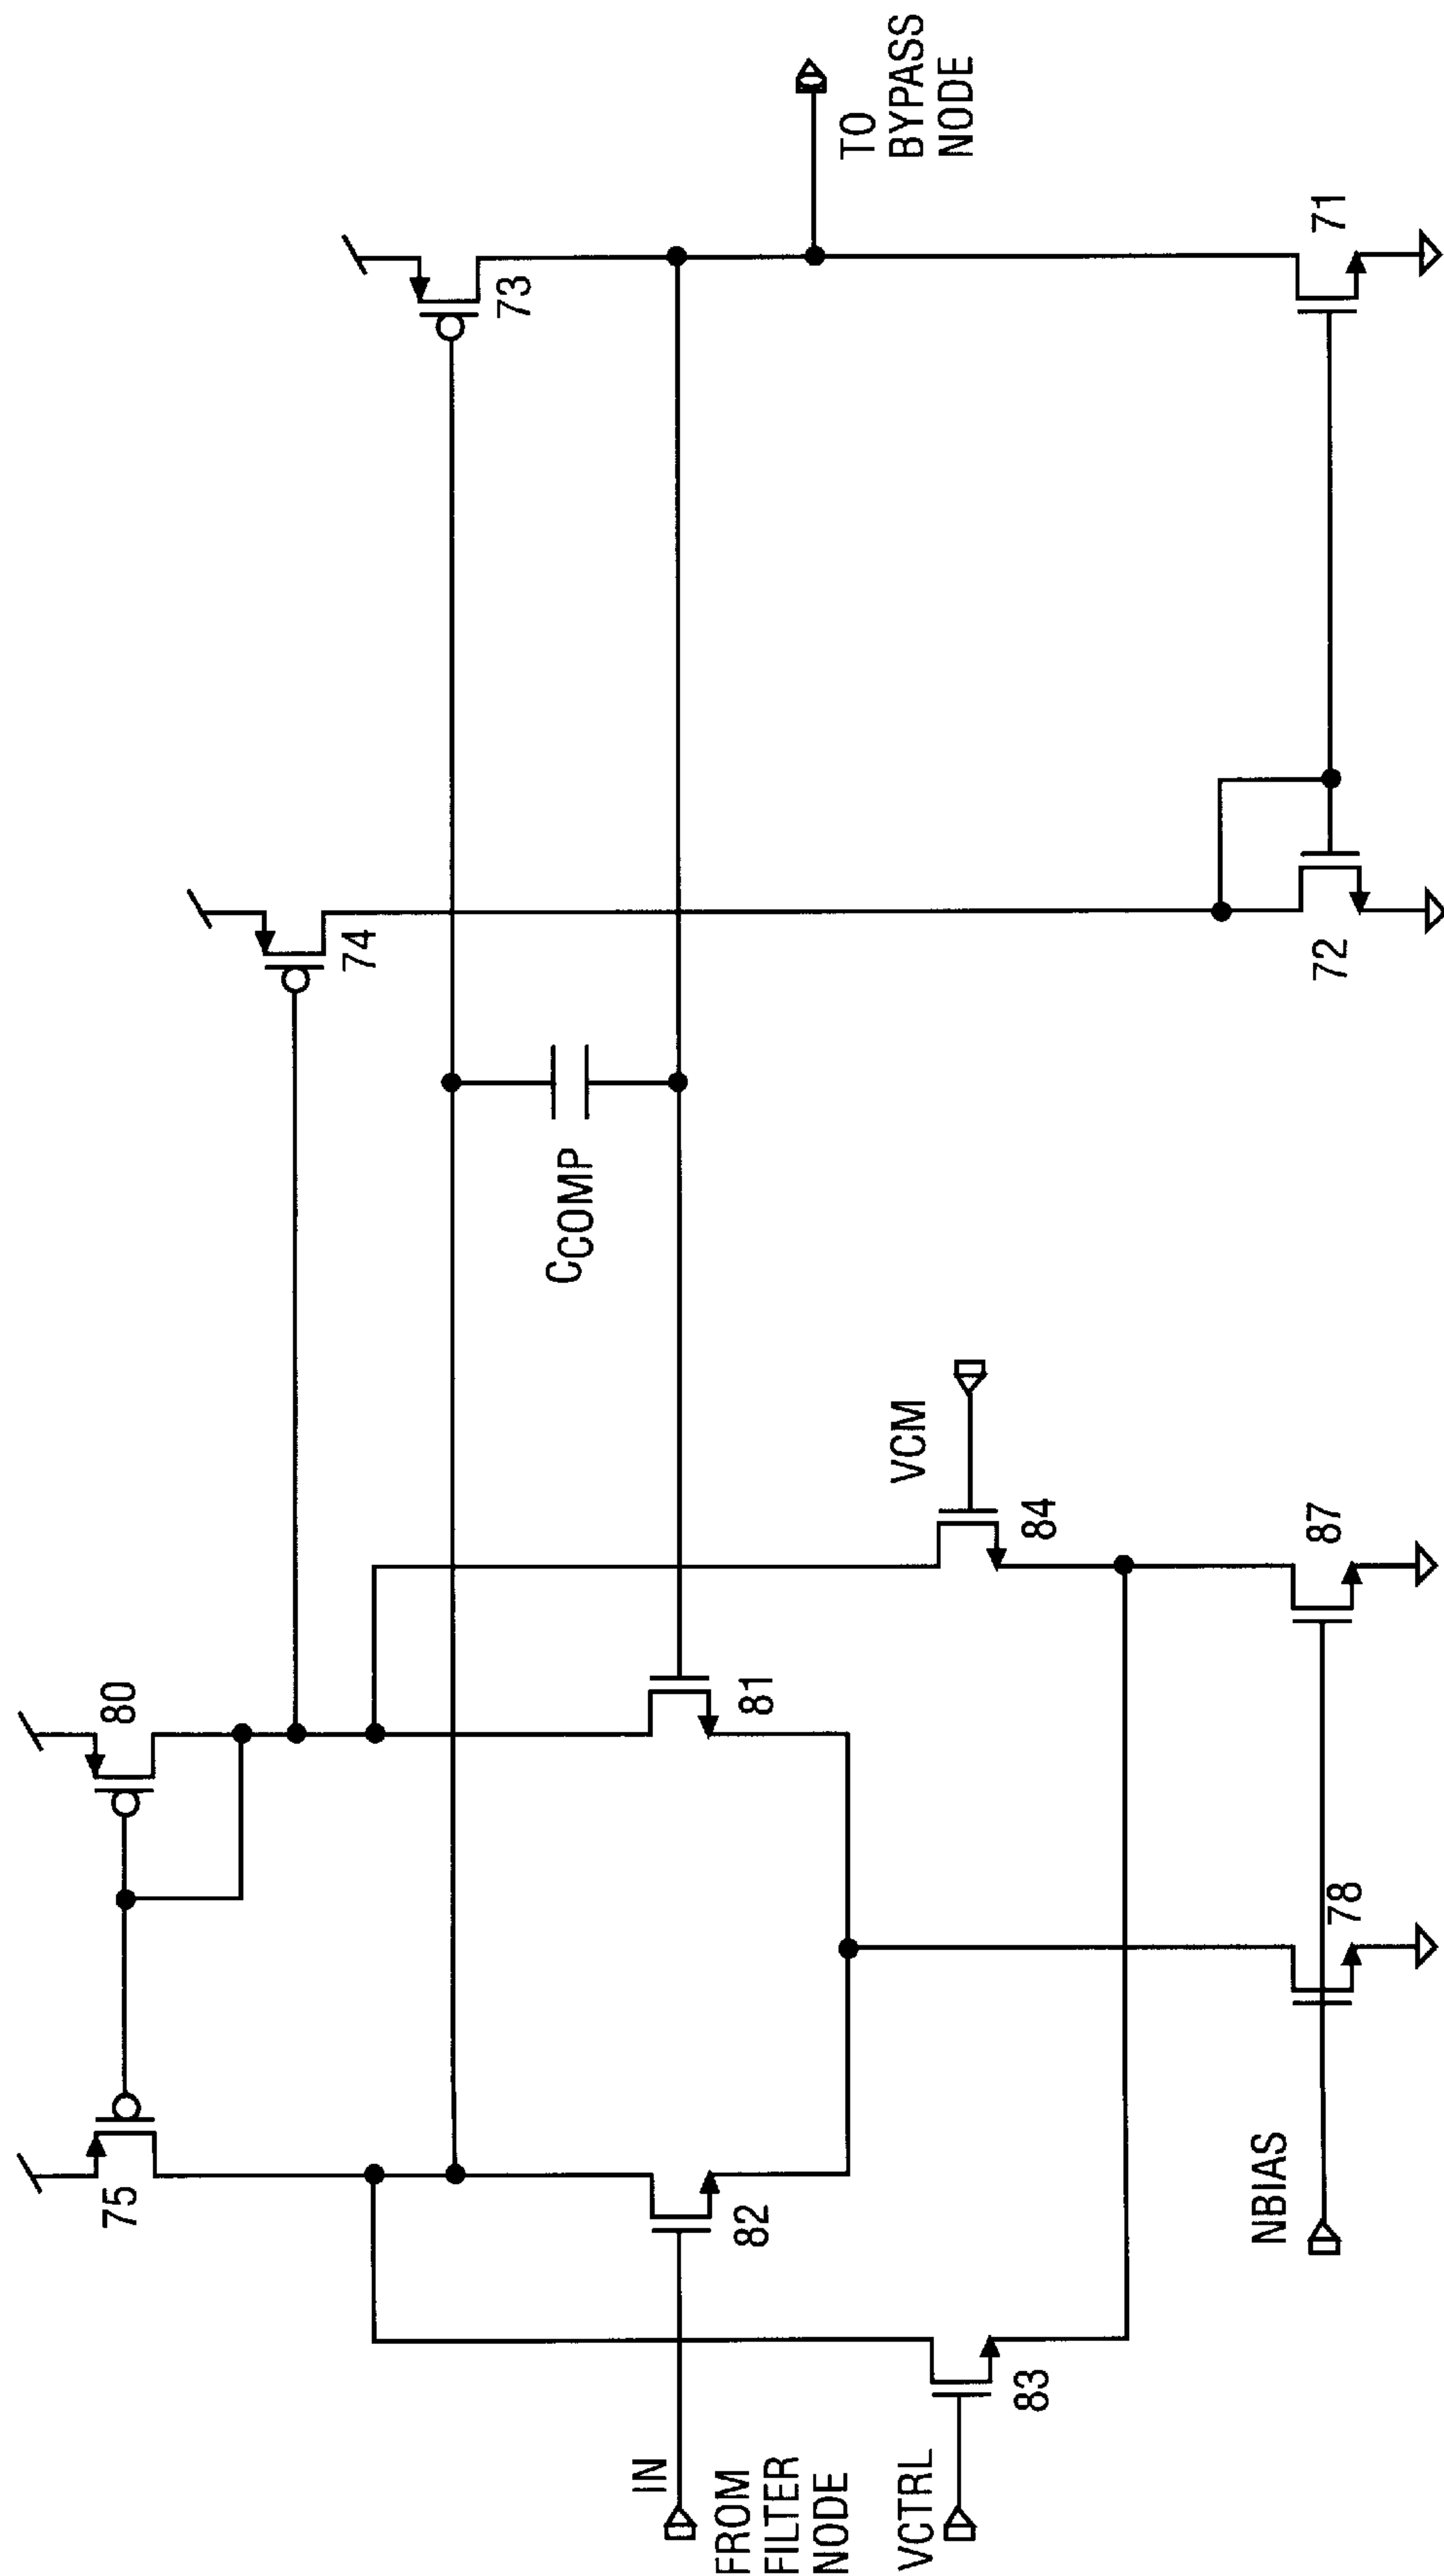 75
80
74
73
IN
FROM
FILTER
NODE
82
81
CCOMP
TO
BYPASS
NODE
VCTRL
83
VCM
84
NBIAS
78
87
72
71